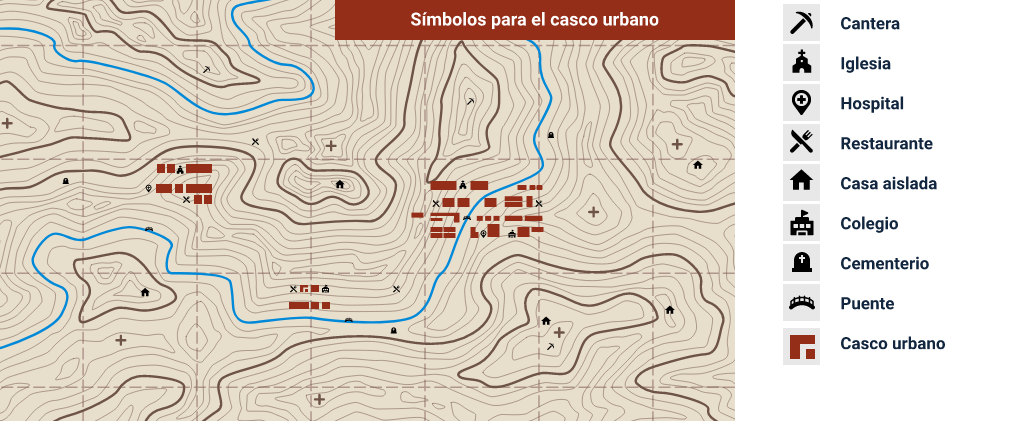 Símbolos para el casco urbano
Cantera
Iglesia
Hospital
Restaurante
Casa aislada
Colegio
Cementerio
Puente
Casco urbano